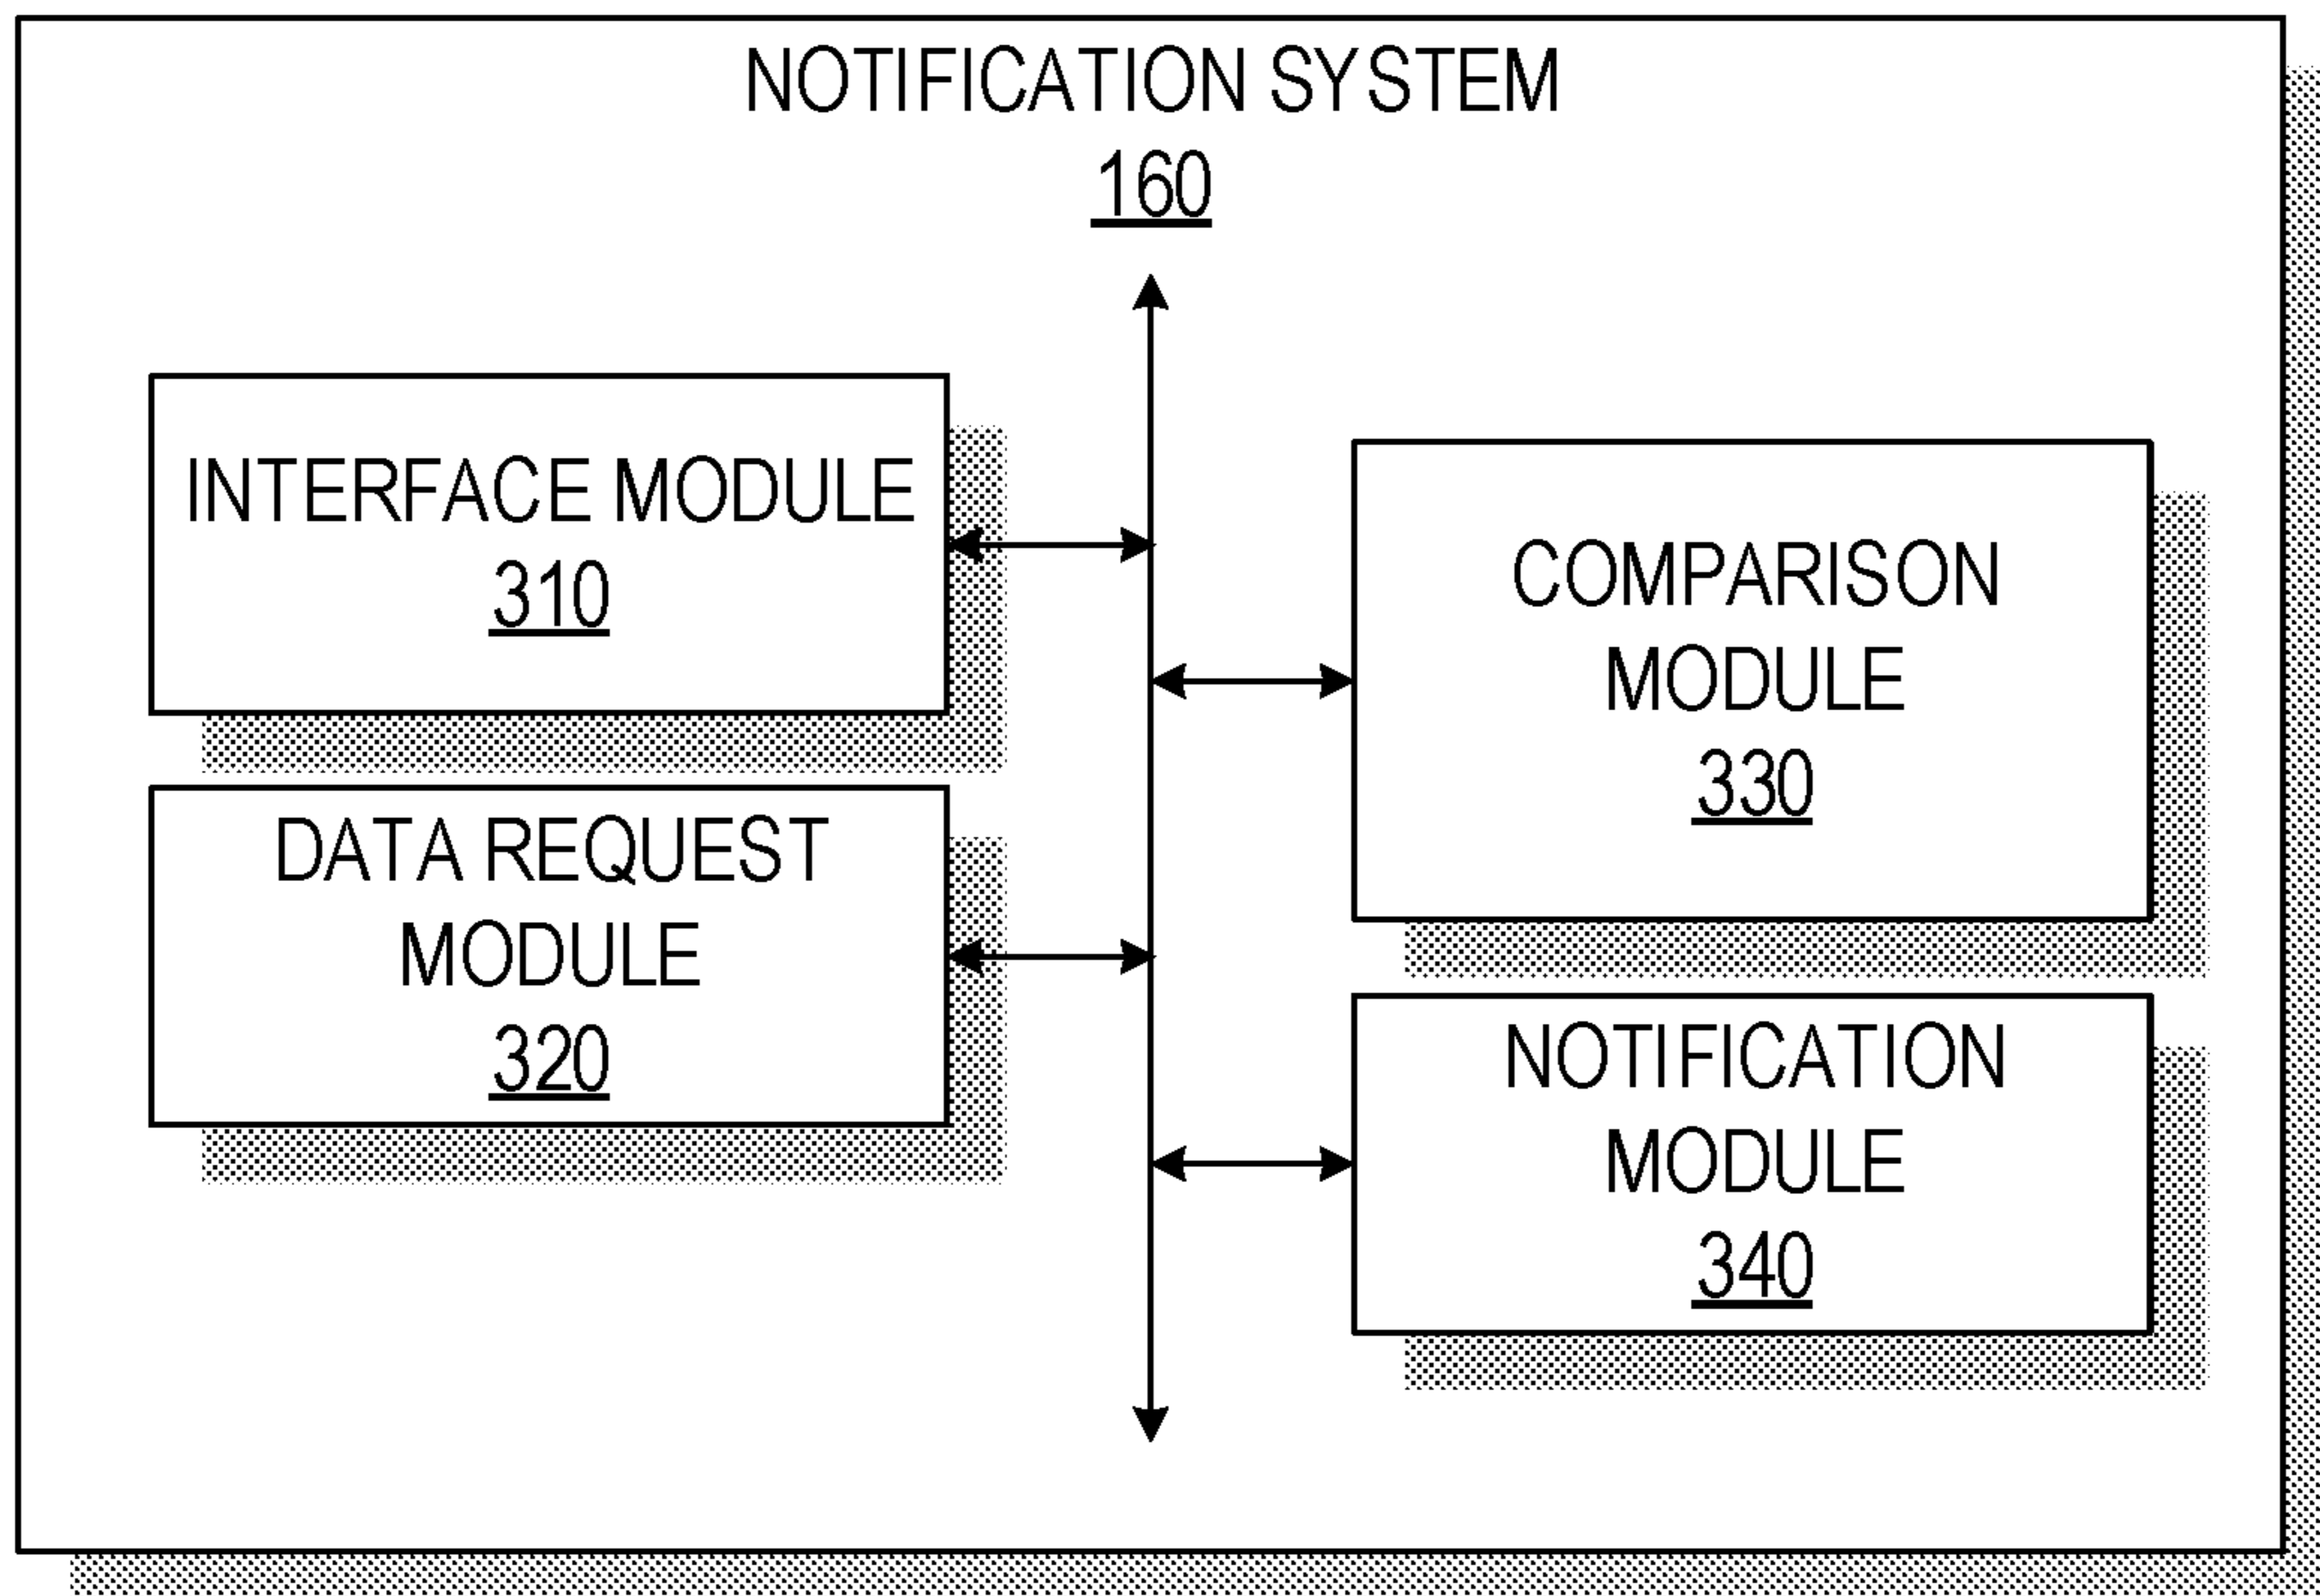 NOTIFICATION SYSTEM
160
INTERFACE MODULE
310
DATA REQUEST
MODULE
320
COMPARISON
MODULE
330
NOTIFICATION
MODULE
340